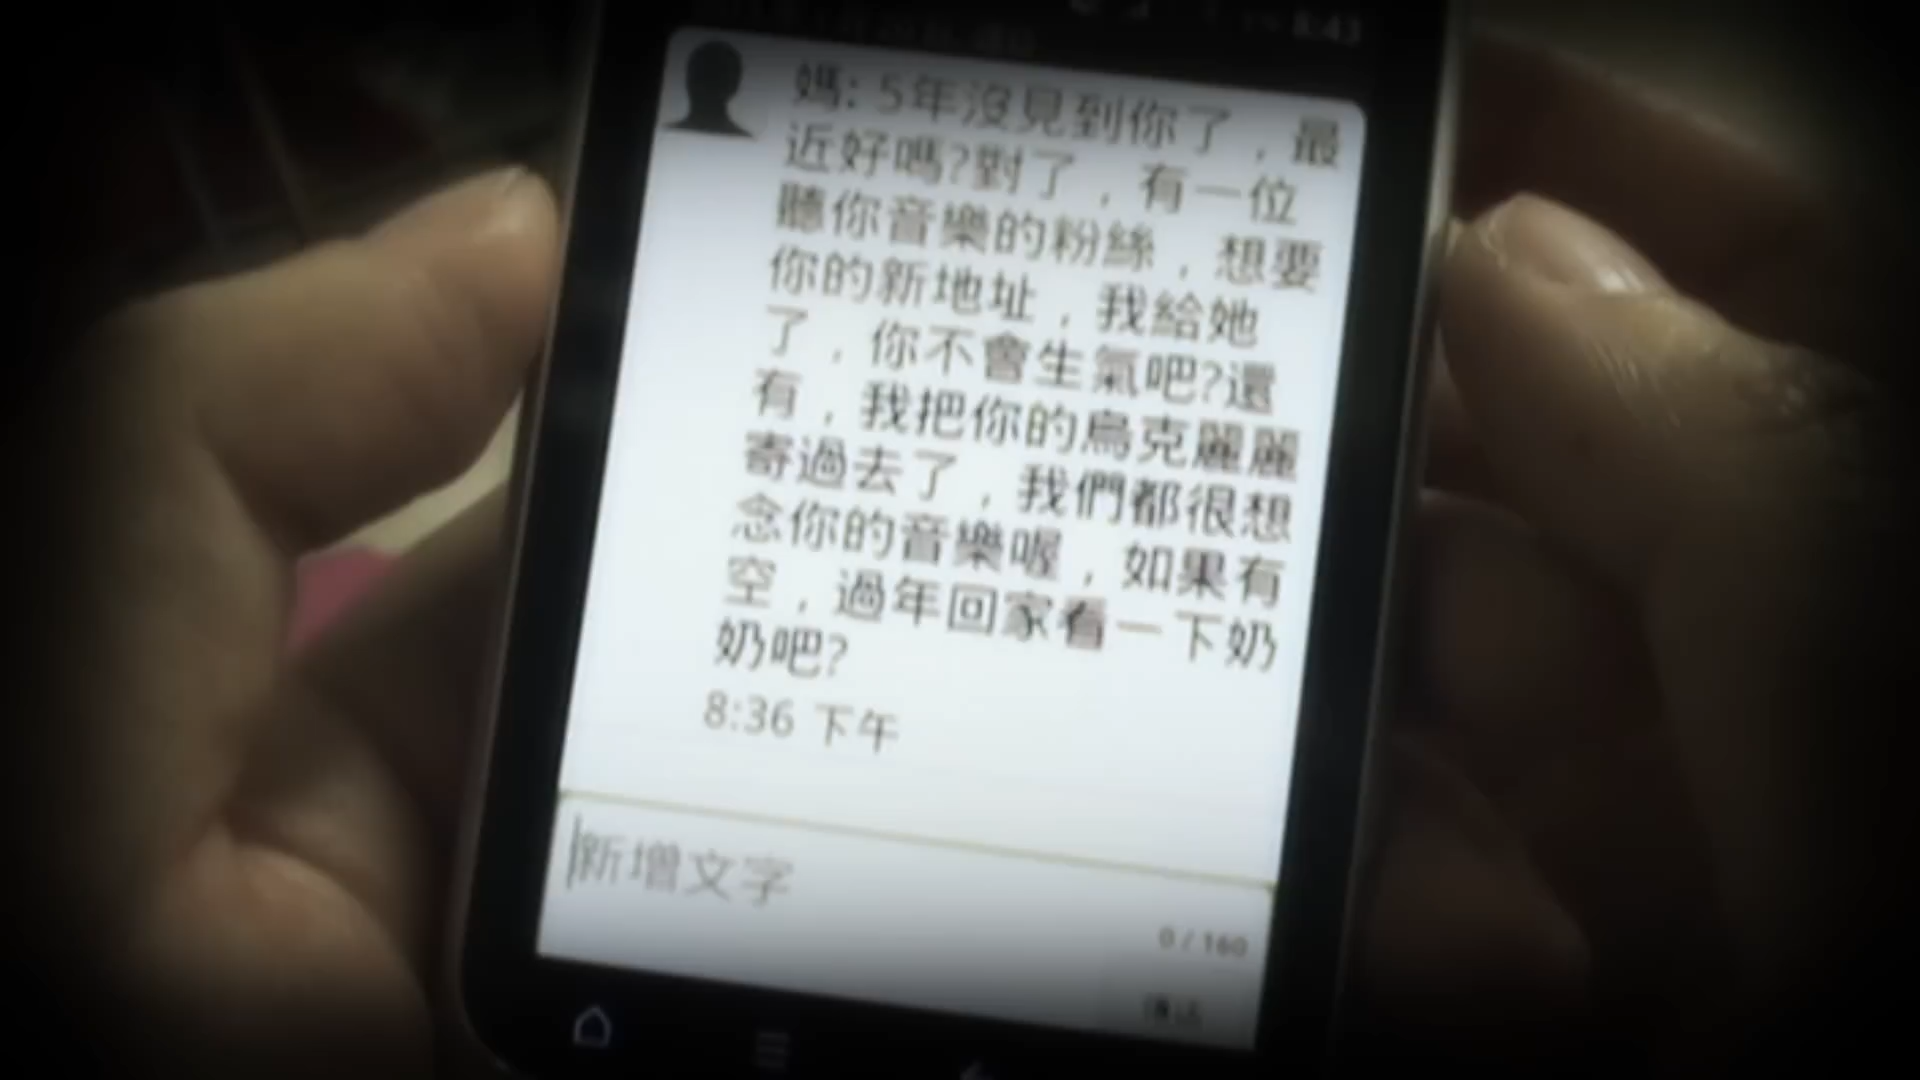 8:43
媽: 5年沒見到你了，最
近好嗎?對了，有一位
聽你音樂的粉絲，想要
你的新地址，我給她
了，你不會生氣吧?還
有，我把你的烏克麗麗
寄過去了，我們都很想
念你的音樂喔，如果有
空，過年回家看一下奶
奶吧?
8:36 下午
新增文字
0 / 160